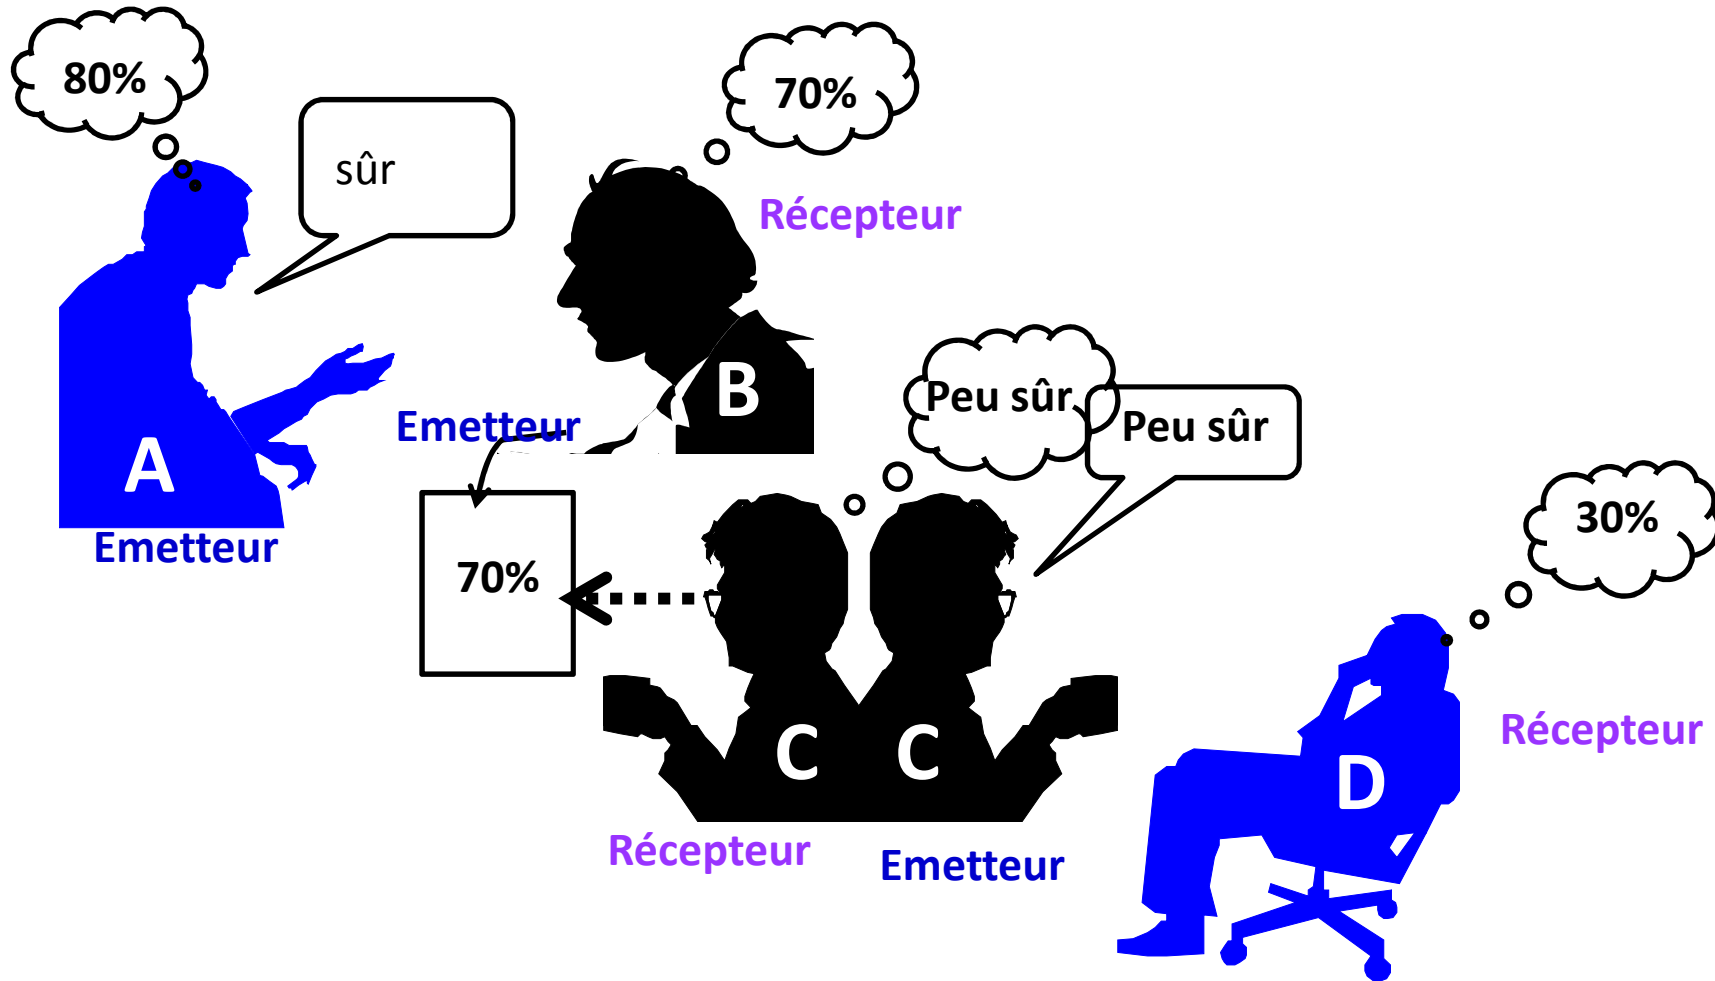 80%
sûr
70%
Récepteur
A
Emetteur
B
Emetteur
70%
Peu sûr
Peu sûr
C
C
Récepteur
Emetteur
30%
D
Récepteur